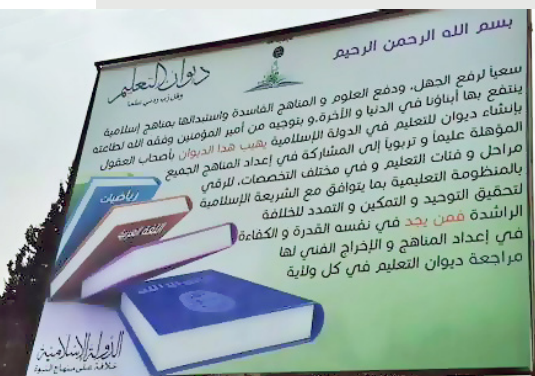 بسم الله الرحمن الرحيم
ديوان التعليم
وقل رب زدني علما
سعياً لرفع الجهل، ودفع العلوم و المناهج الفاسدة واستبدالها بمناهج إسلامية
ينتفع بها أبناؤنا في الدنيا و الآخرة،و بتوجيه من أمير المؤمنين وفقه الله لطاعته
بإنشاء ديوان للتعليم في الدولة الإسلامية يهيب هذا الديوان بأصحاب العقول
المؤهلة علمياً و تربوياً إلى المشاركة في إعداد المناهج الجميع
مراحل و فئات التعليم و في مختلف التخصصات، للرقي
بالمنظومة التعليمية بما يتوافق مع الشريعة الإسلامية
لتحقيق التوحيد و التمكين و التمدد للخلافة
الراشدة فمن يجد في نفسه القدرة و الكفاءة
في إعداد المناهج و الإخراج الفني لها
مراجعة ديوان التعليم في كل ولاية
رياضيات
اللغة العربية
الدولة الإسلامية
خلافة على منهاج النبوة